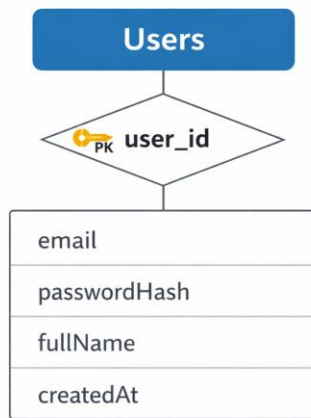 Users
PK user_id
email
passwordHash
fullName
createdAt